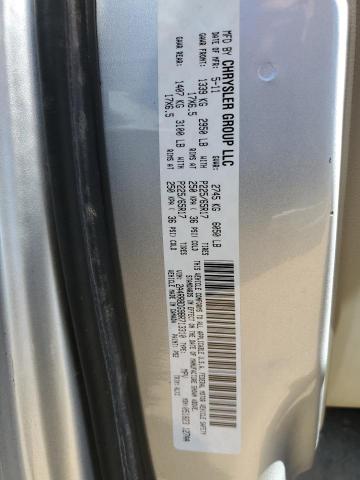 MFD BY CHRYSLER GROUP LLC
DATE OF MFR: 5-11 GVWR: 2745 KG 6050 LB
GAWR FRONT: 1339 KG 2950 LB WITH P225/65R17 TIRES
17X6.5 RIMS AT 250 KPA ( 36 PSI) COLD
GAWR REAR: 1407 KG 3100 LB WITH P225/65R17 TIRES
17X6.5 RIMS AT 250 KPA ( 36 PSI) COLD
THIS VEHICLE CONFORMS TO ALL APPLICABLE U.S.A. FEDERAL MOTOR VEHICLE SAFETY
STANDARDS IN EFFECT ON THE DATE OF MANUFACTURE SHOWN ABOVE.
TYPE: MPV
VEHICLE MADE IN CANADA
PAINT: PS2